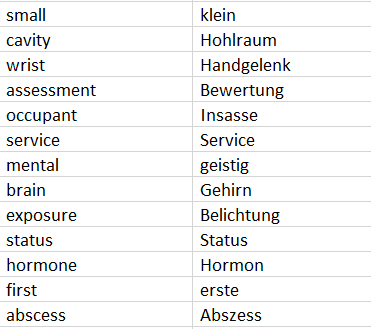 small klein
cavity Hohlraum
wrist Handgelenk
assessment Bewertung
occupant Insasse
service Service
mental geistig
brain Gehirn
exposure Belichtung
status Status
hormone Hormon
first erste
abscess Abszess